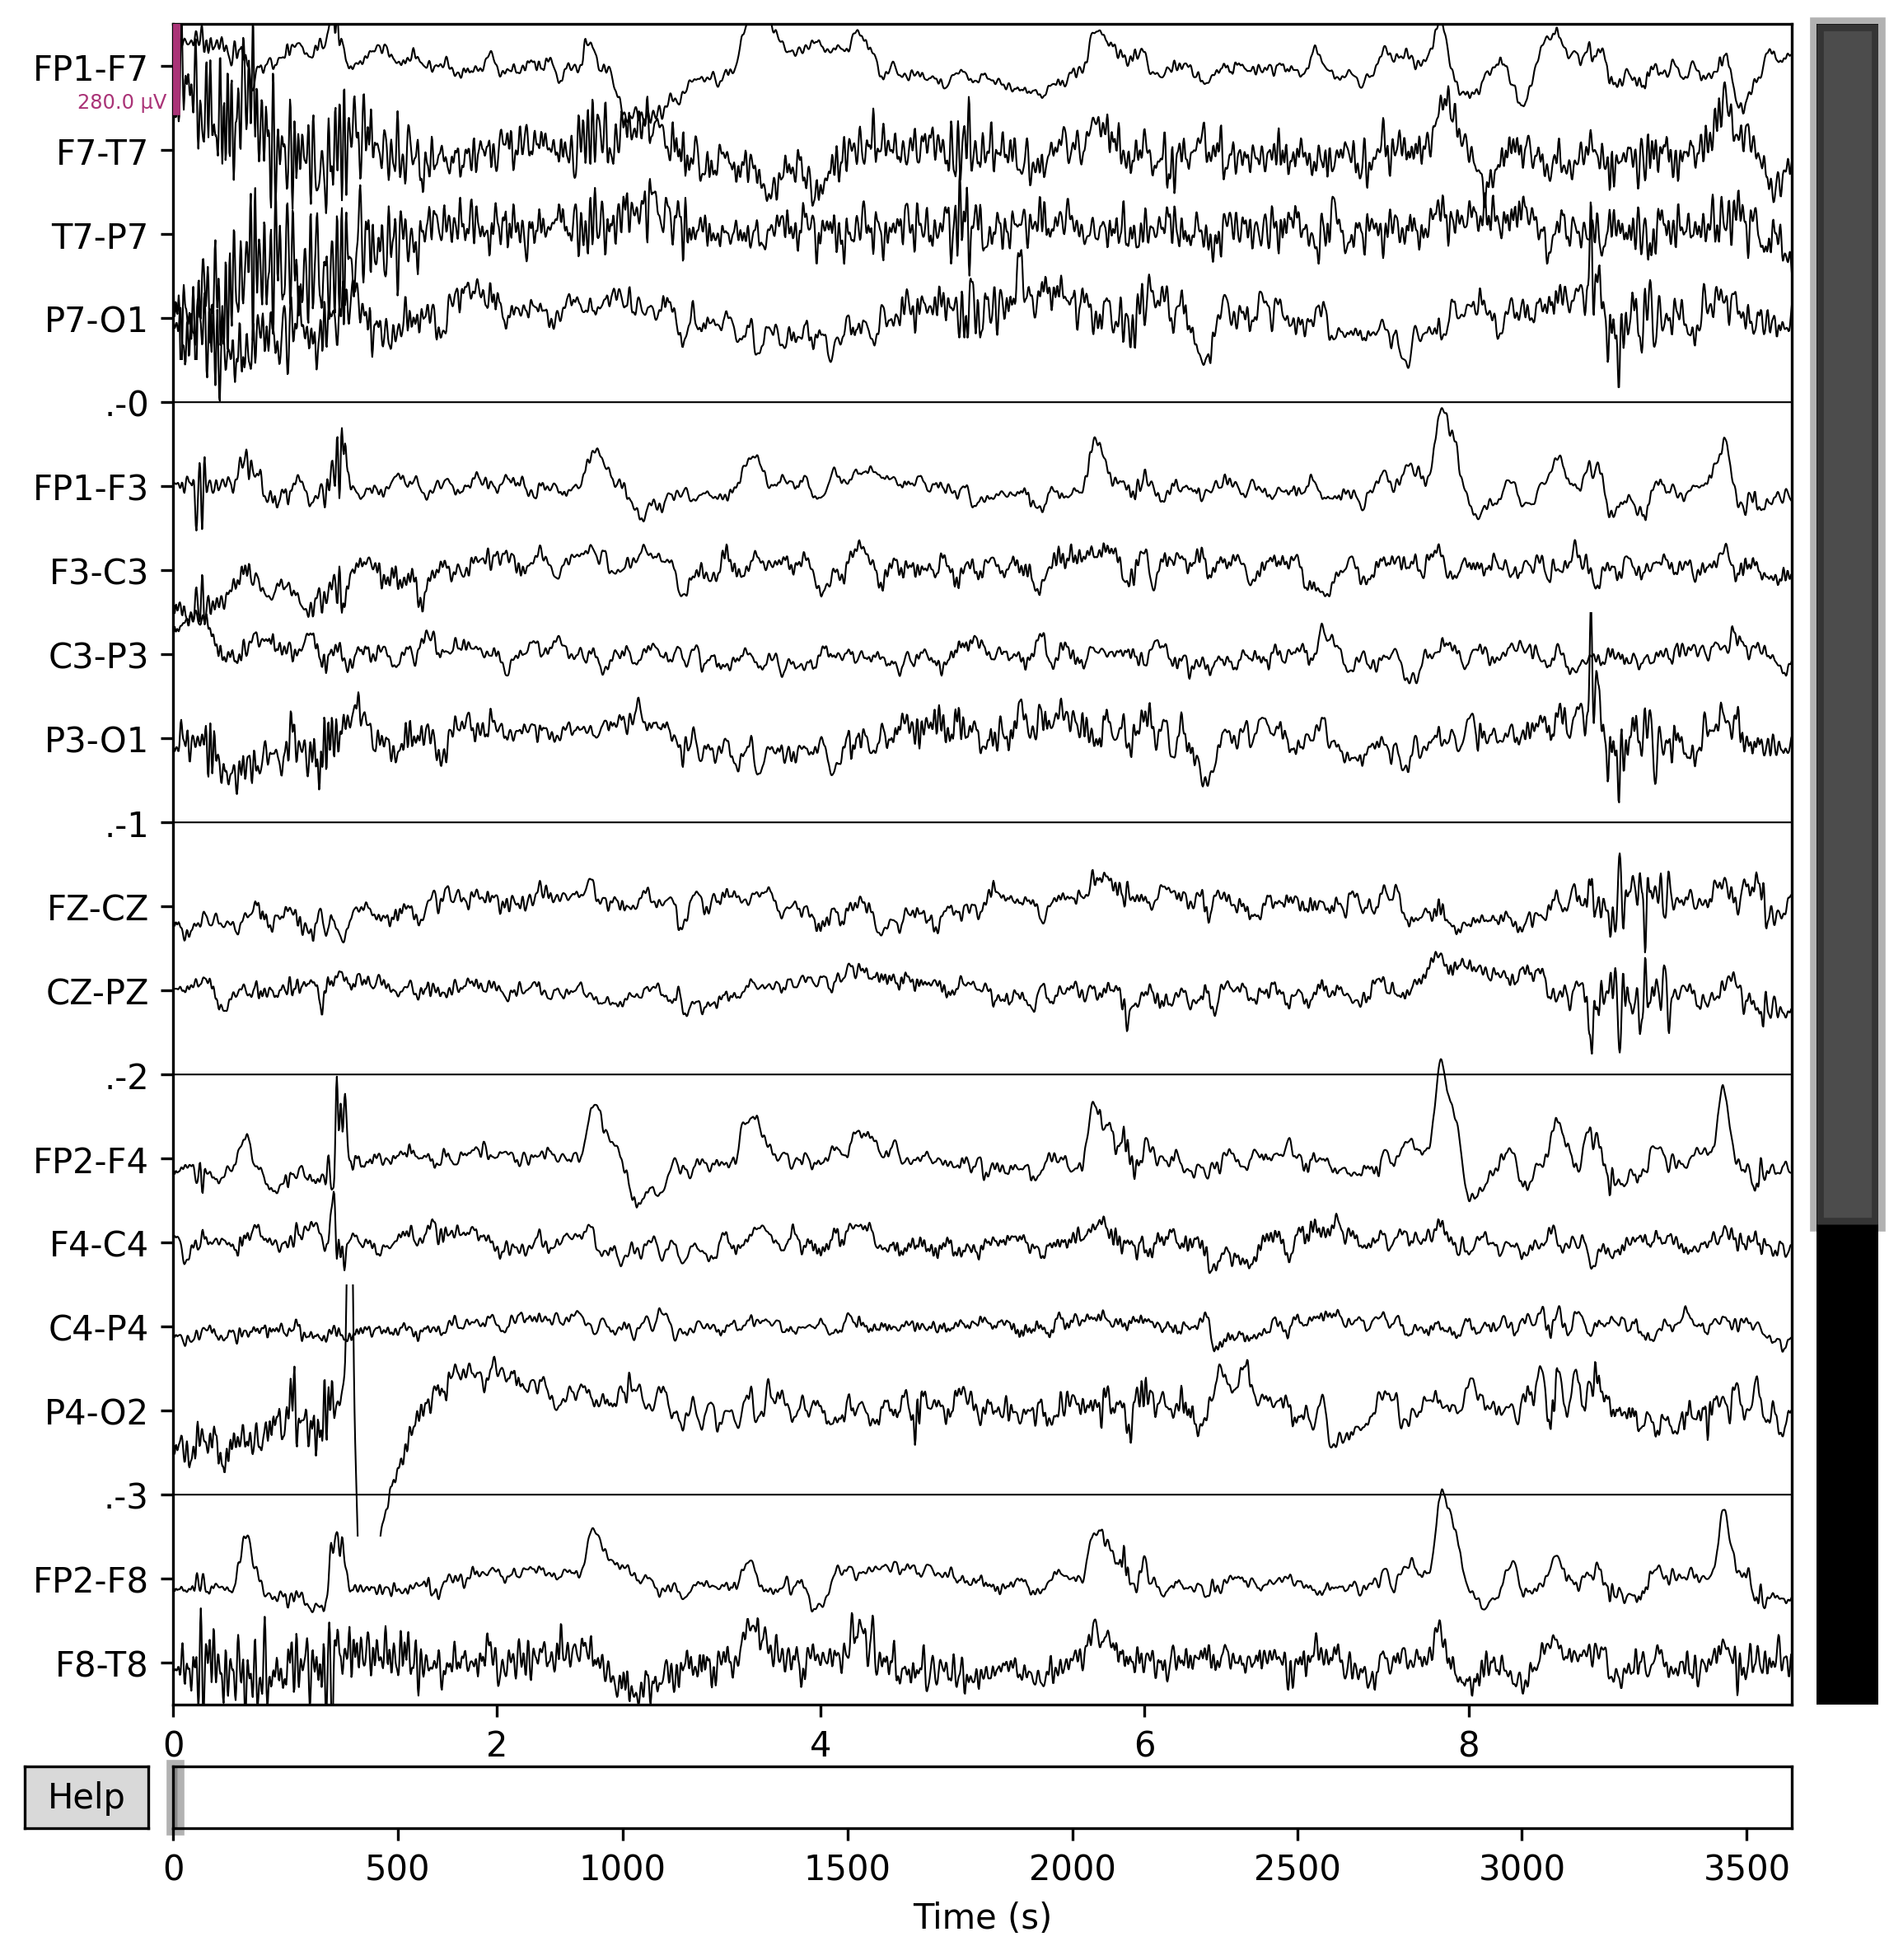 FP1-F7
280.0 µV
F7-T7
T7-P7
P7-O1
.-0
FP1-F3
F3-C3
C3-P3
P3-O1
.-1
FZ-CZ
CZ-PZ
.-2
FP2-F4
F4-C4
C4-P4
P4-O2
.-3
FP2-F8
F8-T8
0 2 4 6 8
Help
0 500 1000 1500 2000 2500 3000 3500
Time (s)